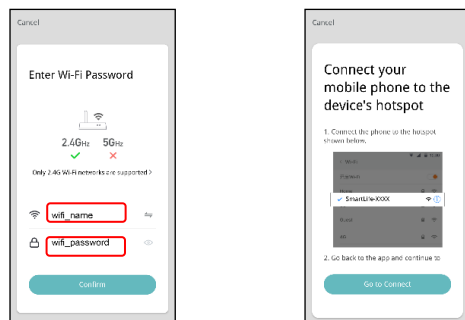 Cancel
Enter Wi-Fi Password
2.4GHz 5GHz
Only 2.4G Wi-Fi networks are supported >
wifi_name
wifi_password
Confirm
Cancel
Connect your
mobile phone to the
device's hotspot
1. Connect the phone to the hotspot
shown below.
< Wi-Fi
SmartLife-XXXX
2. Go back to the app and continue to
Go to Connect